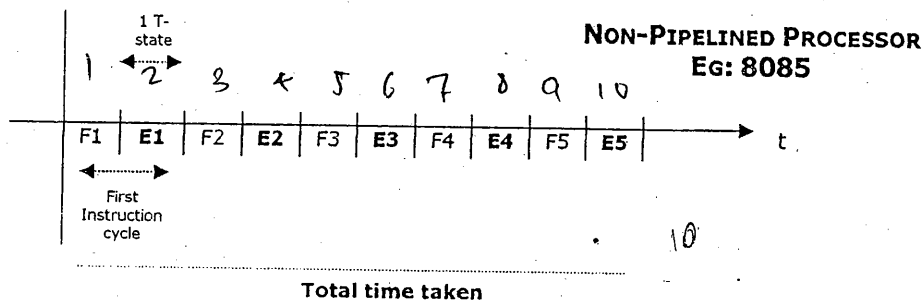 1 T-
state
NON-PIPELINED PROCESSOR
EG: 8085
1 2 3 4 5 6 7 8 9 10
F1 E1 F2 E2 F3 E3 F4 E4 F5 E5
t
First
Instruction
cycle
10
Total time taken